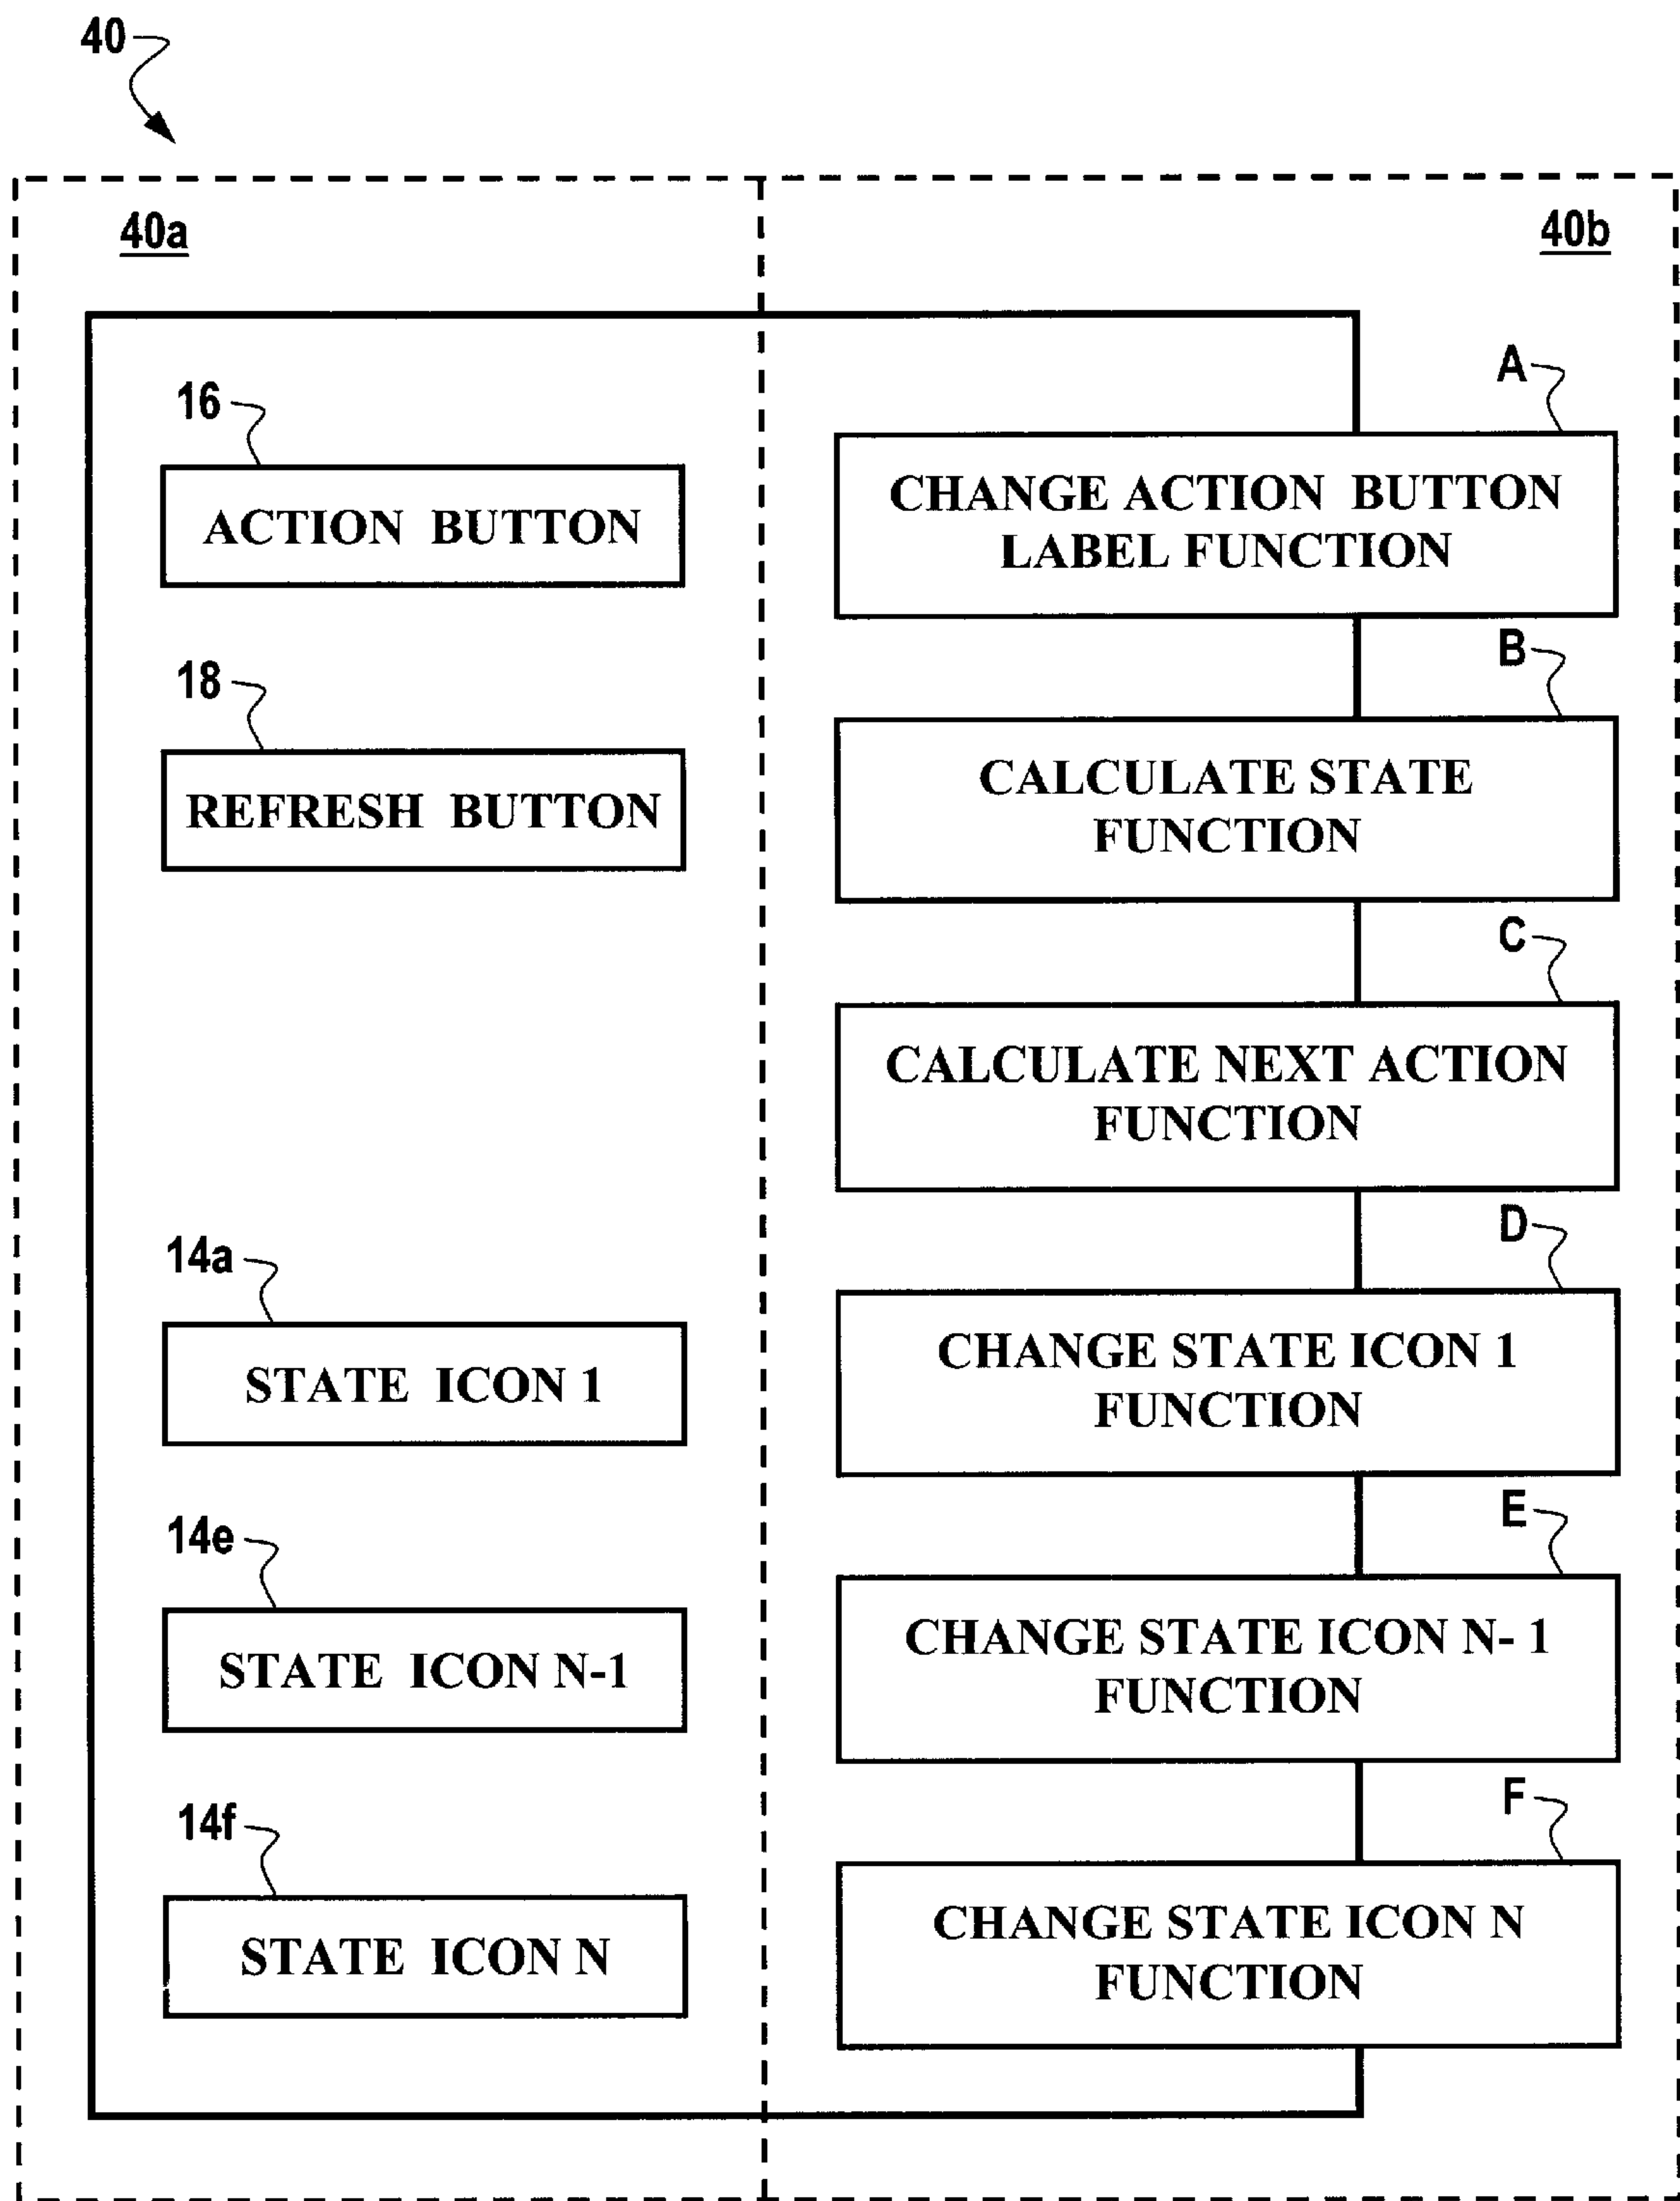 40
40a
40b
16
ACTION BUTTON
A
CHANGE ACTION BUTTON
LABEL FUNCTION
18
REFRESH BUTTON
B
CALCULATE STATE
FUNCTION
C
CALCULATE NEXT ACTION
FUNCTION
14a
STATE ICON 1
D
CHANGE STATE ICON 1
FUNCTION
14e
STATE ICON N-1
E
CHANGE STATE ICON N- 1
FUNCTION
14f
STATE ICON N
F
CHANGE STATE ICON N
FUNCTION